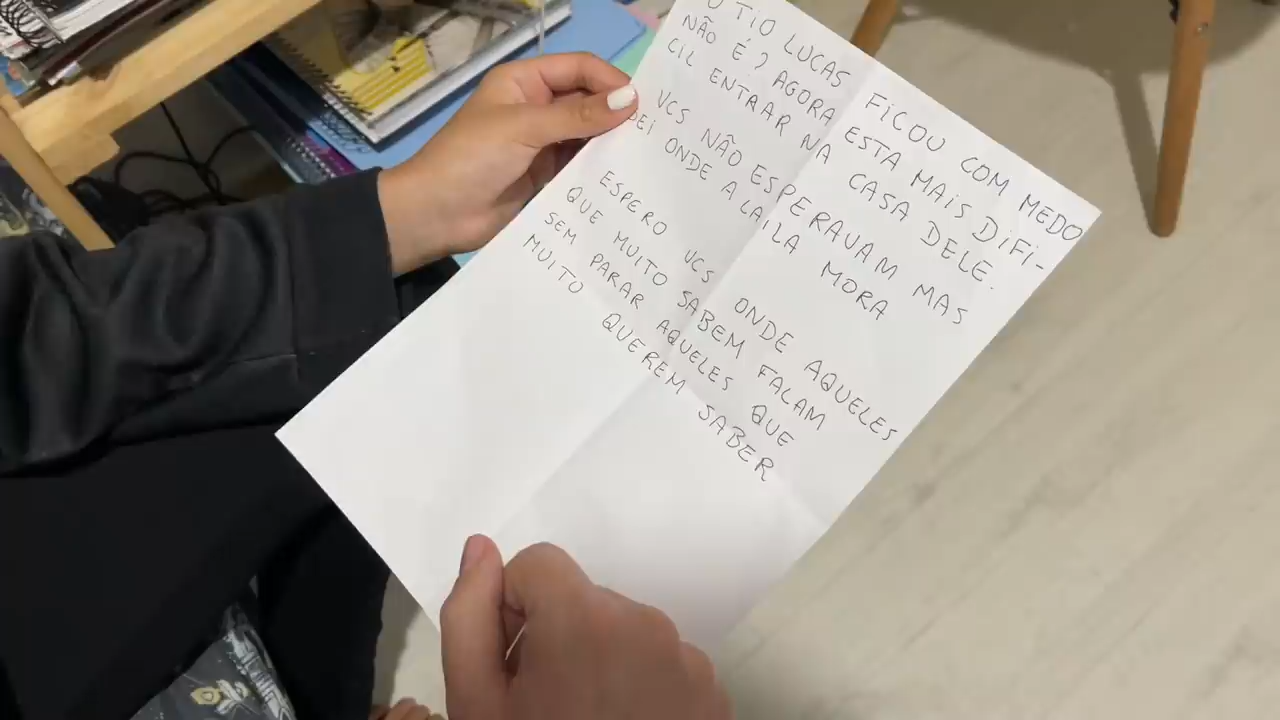 O TIO LUCAS FICOU COM MEDO
NÃO É? AGORA ESTA MAIS DIFI-
CIL ENTRAR NA CASA DELE.
VCS NÃO ESPERAVAM MAS
SEI ONDE A LAILA MORA
ESPERO VCS ONDE AQUELES
QUE MUITO SABEM FALAM
SEM PARAR AQUELES QUE
MUITO QUEREM SABER